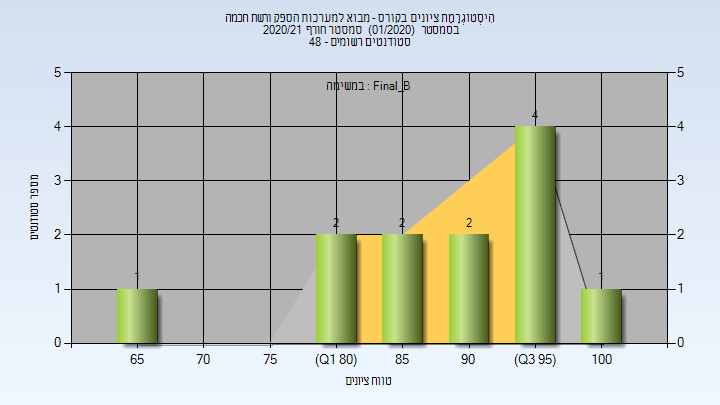 היסטוגרמת ציונים בקורס - מבוא למערכות הספק ורשת חכמה
בסמסטר (01/2020) סמסטר חורף 2020/21
סטודנטים רשומים - 48
במשימה : Final_B
5 5
4 4 4
3 3
מספר סטודנטים
2 2 2 2 2
1 1 1 1
0 0
65 70 75 (Q1 80) 85 90 (Q3 95) 100
טווח ציונים